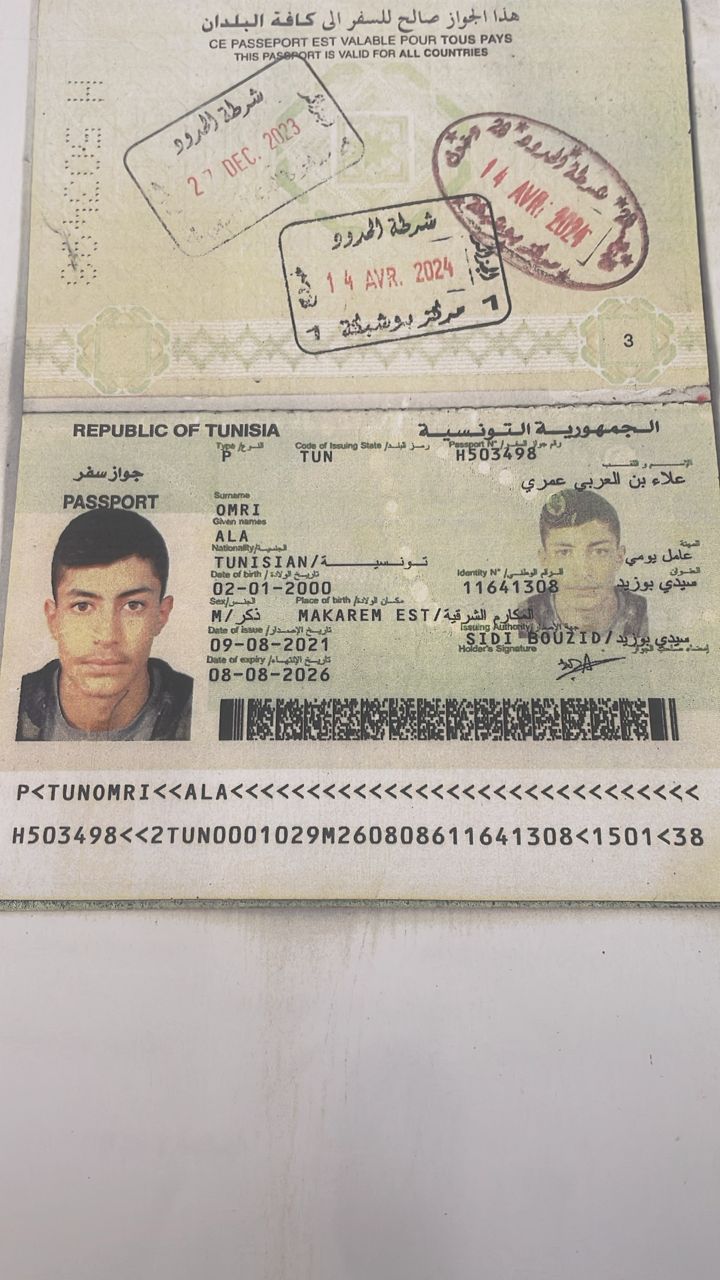 هذا الجواز صالح للسفر الى كافة البلدان
CE PASSEPORT EST VALABLE POUR TOUS PAYS
THIS PASSPORT IS VALID FOR ALL COUNTRIES
شرطة الحدود
27 DEC. 2023
شرطة الحدود
14 AVR. 2024
شرطة الحدود
خروج
14 AVR. 2024
الجزائر
مركز بوشبكة
3
REPUBLIC OF TUNISIA
الجمهورية التونسية
Type/النوع
Code of Issuing State/رمز البلد
Passport N°/رقم جواز السفر
P
TUN
H503498
جواز سفر
PASSPORT
الإسم و اللقب
علاء بن العربي عمري
Surname
OMRI
Given names
ALA
Nationality/الجنسية
TUNISIAN/تونسية
المهنة
عامل يومي
Date of birth/تاريخ الولادة
Identity N°/الرقم الوطني
العنوان
02-01-2000
11641308
سيدي بوزيد
Sex/الجنس
Place of birth/مكان الولادة
M/ذكر
MAKAREM EST/المكارم الشرقية
Date of issue/تاريخ الإصدار
Issuing Authority/جهة الإصدار
09-08-2021
SIDI BOUZID/سيدي بوزيد
Date of expiry/تاريخ الإنتهاء
Holder's Signature
إمضاء صاحب الجواز
08-08-2026
P<TUNOMRI<<ALA<<<<<<<<<<<<<<<<<<<<<<<<<<<<<<
H503498<<2TUN0001029M260808611641308<1501<38